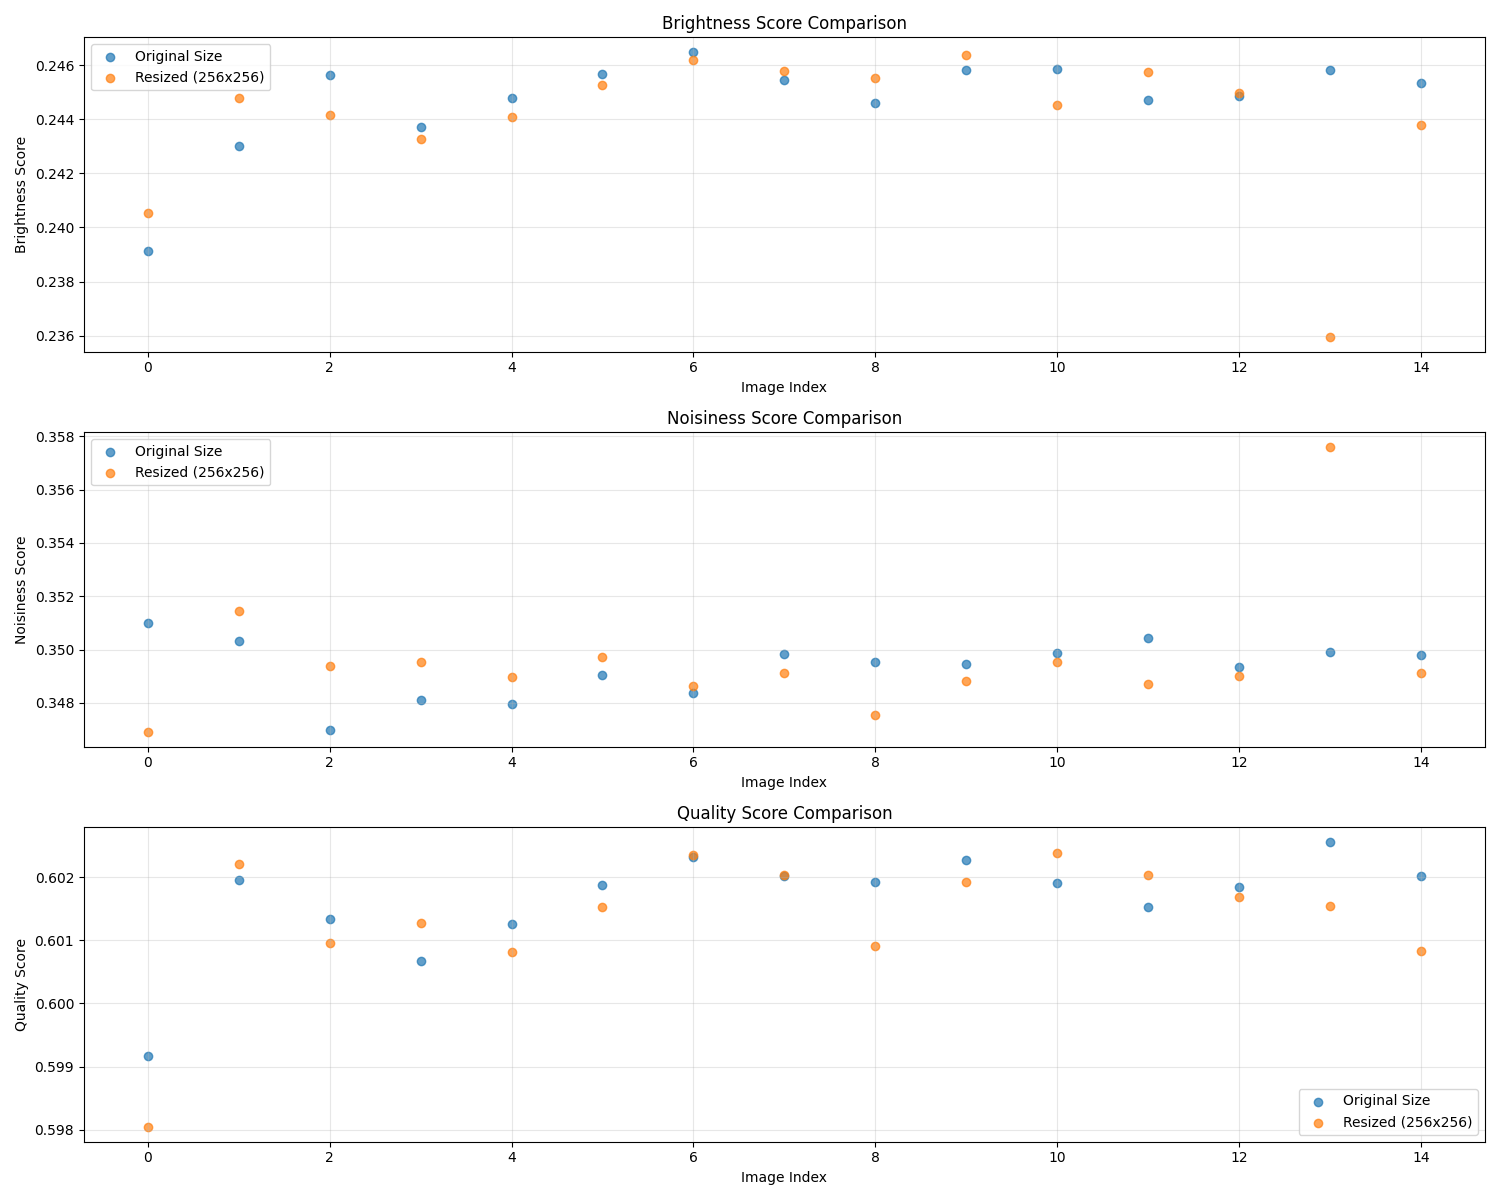 Brightness Score Comparison
Original Size
Resized (256x256)
0.246
0.244
0.242
0.240
0.238
0.236
Brightness Score
0 2 4 6 8 10 12 14
Image Index
Noisiness Score Comparison
Original Size
Resized (256x256)
0.358
0.356
0.354
0.352
0.350
0.348
Noisiness Score
0 2 4 6 8 10 12 14
Image Index
Quality Score Comparison
0.602
0.601
0.600
0.599
0.598
Quality Score
Original Size
Resized (256x256)
0 2 4 6 8 10 12 14
Image Index